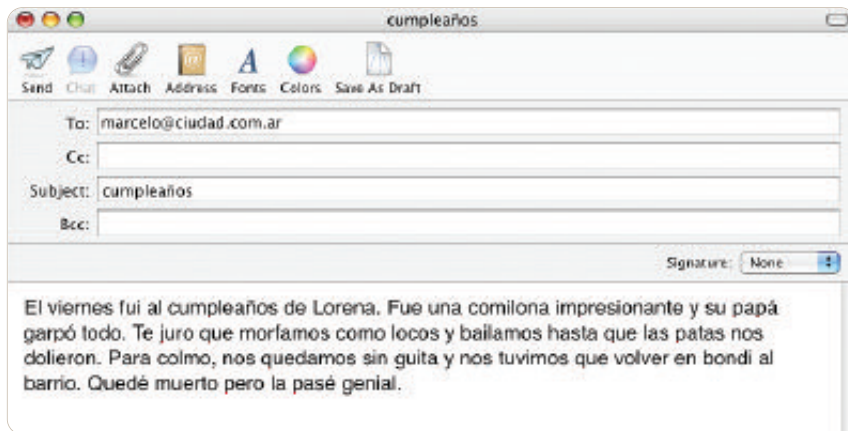 cumpleaños
Send Chat Attach Address Fonts Colors Save As Draft
To: marcelo@ciudad.com.ar
Cc:
Subject: cumpleaños
Bcc:
Signature: None
El viernes fui al cumpleaños de Lorena. Fue una comilona impresionante y su papá
garpó todo. Te juro que morfamos como locos y bailamos hasta que las patas nos
dolieron. Para colmo, nos quedamos sin guita y nos tuvimos que volver en bondi al
barrio. Quedé muerto pero la pasé genial.